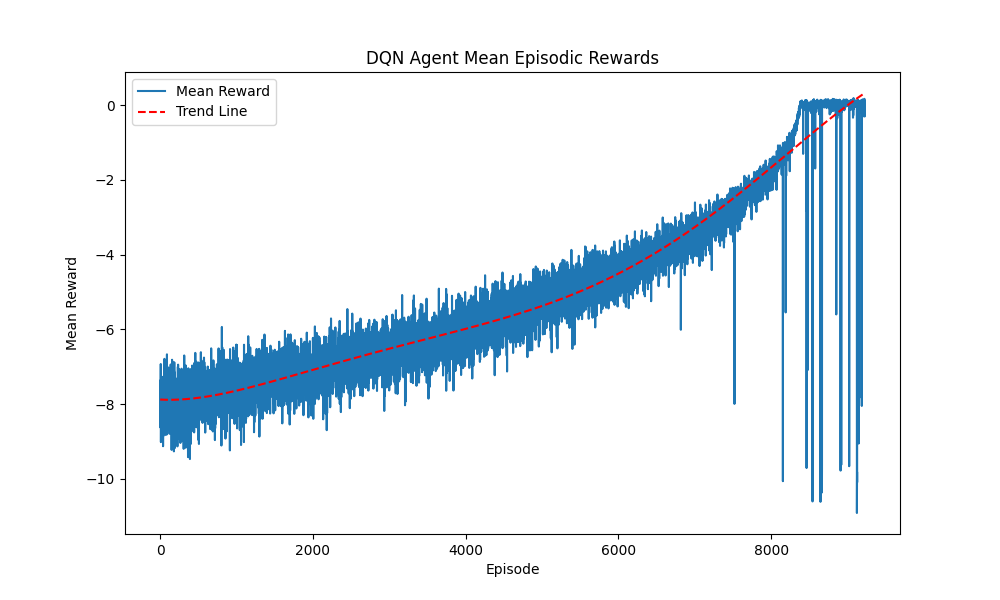 DQN Agent Mean Episodic Rewards
Mean Reward
Trend Line
0
−2
−4
−6
−8
−10
Mean Reward
0 2000 4000 6000 8000
Episode